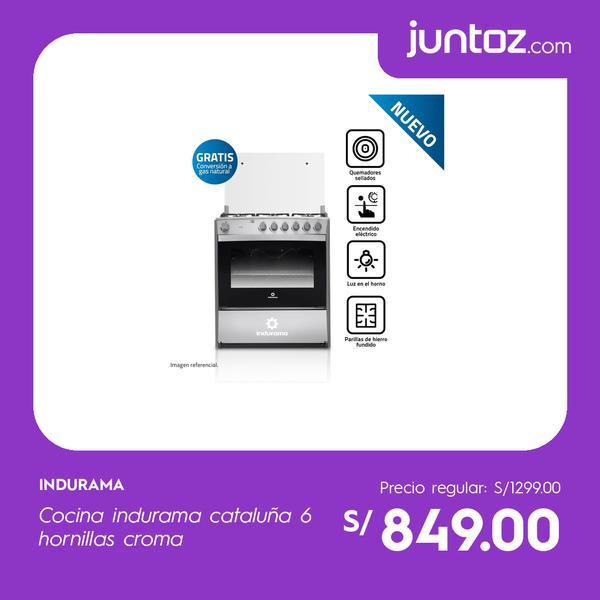 juntoz.com
NUEVO
GRATIS
Conversión a
gas natural
Quemadores
sellados
Encendido
eléctrico
Luz en el horno
Parillas de hierro
fundido
indurama
Imagen referencial.
INDURAMA
Cocina indurama cataluña 6
hornillas croma
Precio regular: S/1299.00
S/ 849.00